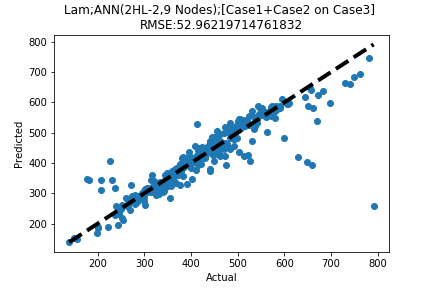 Lam;ANN(2HL-2,9 Nodes);[Case1+Case2 on Case3]
RMSE:52.96219714761832
800
700
600
500
400
300
200
Predicted
200 300 400 500 600 700 800
Actual